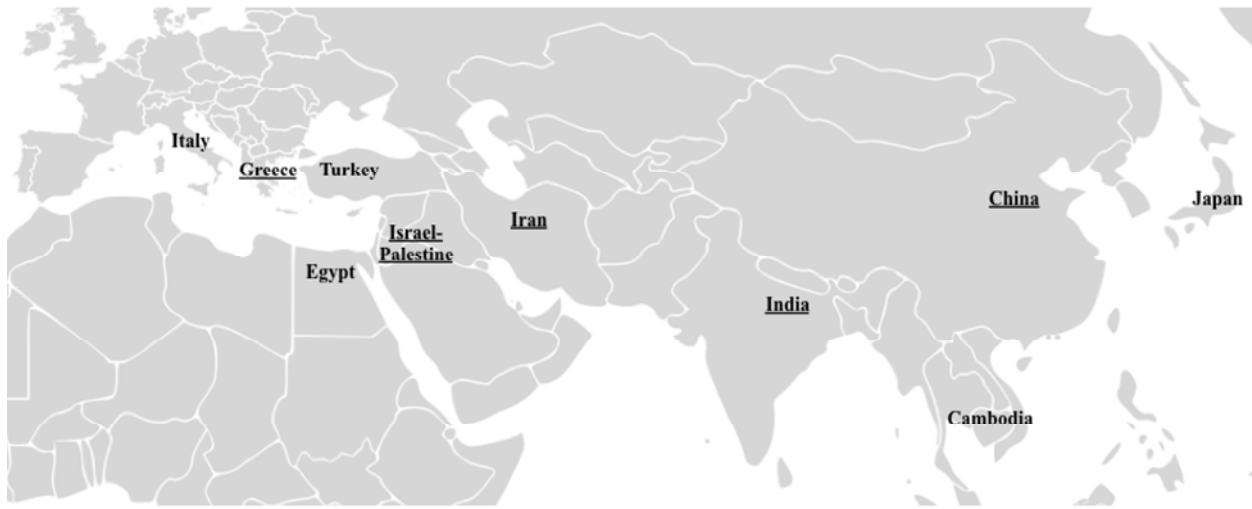 Italy
Greece
Turkey
China
Japan
Iran
Israel-
Palestine
Egypt
India
Cambodia